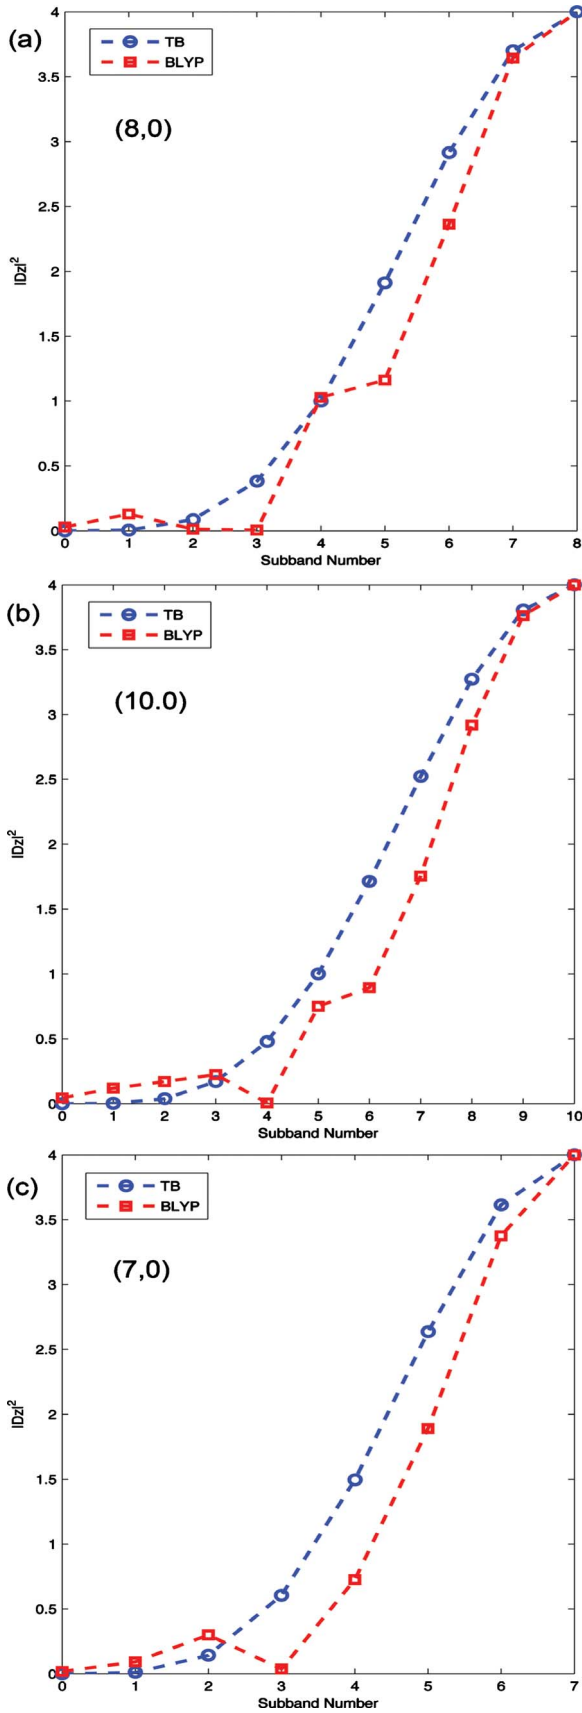 (a)
4
TB
BLYP
3.5
(8,0)
3
2.5
|Dz|²
2
1.5
1
0.5
0
0 1 2 3 4 5 6 7 8
Subband Number
(b)
4
TB
BLYP
3.5
(10.0)
3
2.5
|Dz|²
2
1.5
1
0.5
0
0 1 2 3 4 5 6 7 8 9 10
Subband Number
(c)
4
TB
BLYP
3.5
(7,0)
3
2.5
|Dz|²
2
1.5
1
0.5
0
0 1 2 3 4 5 6 7
Subband Number